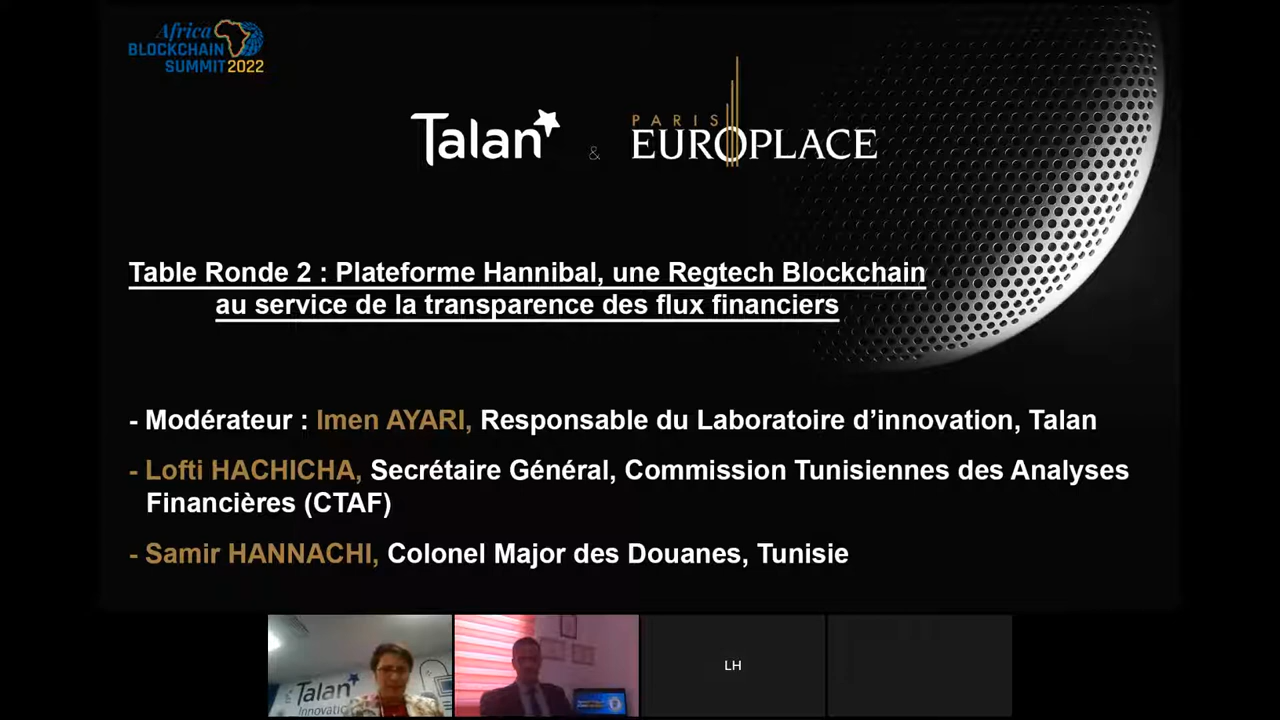 Africa
BLOCKCHAIN
SUMMIT 2022
Talan
&
PARIS
EUROPLACE
Table Ronde 2 : Plateforme Hannibal, une Regtech Blockchain
au service de la transparence des flux financiers
- Modérateur : Imen AYARI, Responsable du Laboratoire d’innovation, Talan
- Lofti HACHICHA, Secrétaire Général, Commission Tunisiennes des Analyses
Financières (CTAF)
- Samir HANNACHI, Colonel Major des Douanes, Tunisie
Talan
Innovation
LH